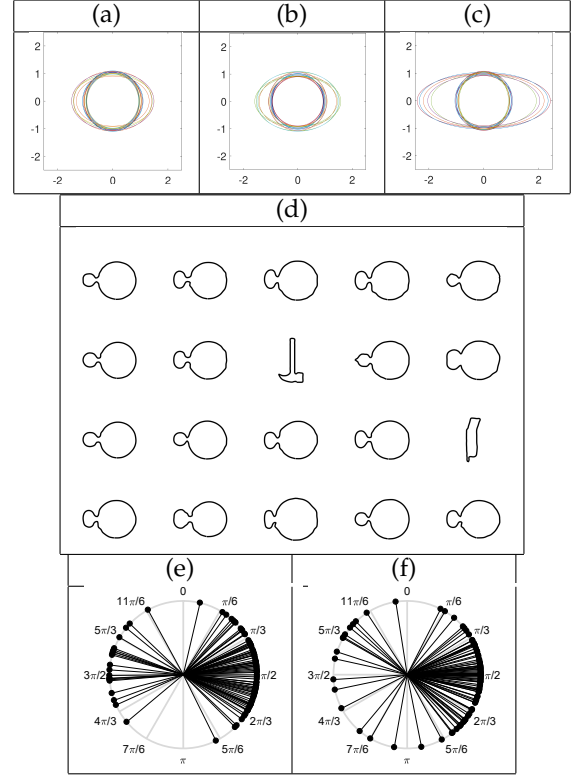 (a) (b) (c)
2 2 2
1 1 1
0 0 0
-1 -1 -1
-2 -2 -2
-2 0 2 -2 0 2 -2 0 2
(d)
(e) (f)
0 0
11π/6 π/6 11π/6 π/6
5π/3 π/3 5π/3 π/3
3π/2 π/2 3π/2 π/2
4π/3 2π/3 4π/3 2π/3
7π/6 5π/6 7π/6 5π/6
π π